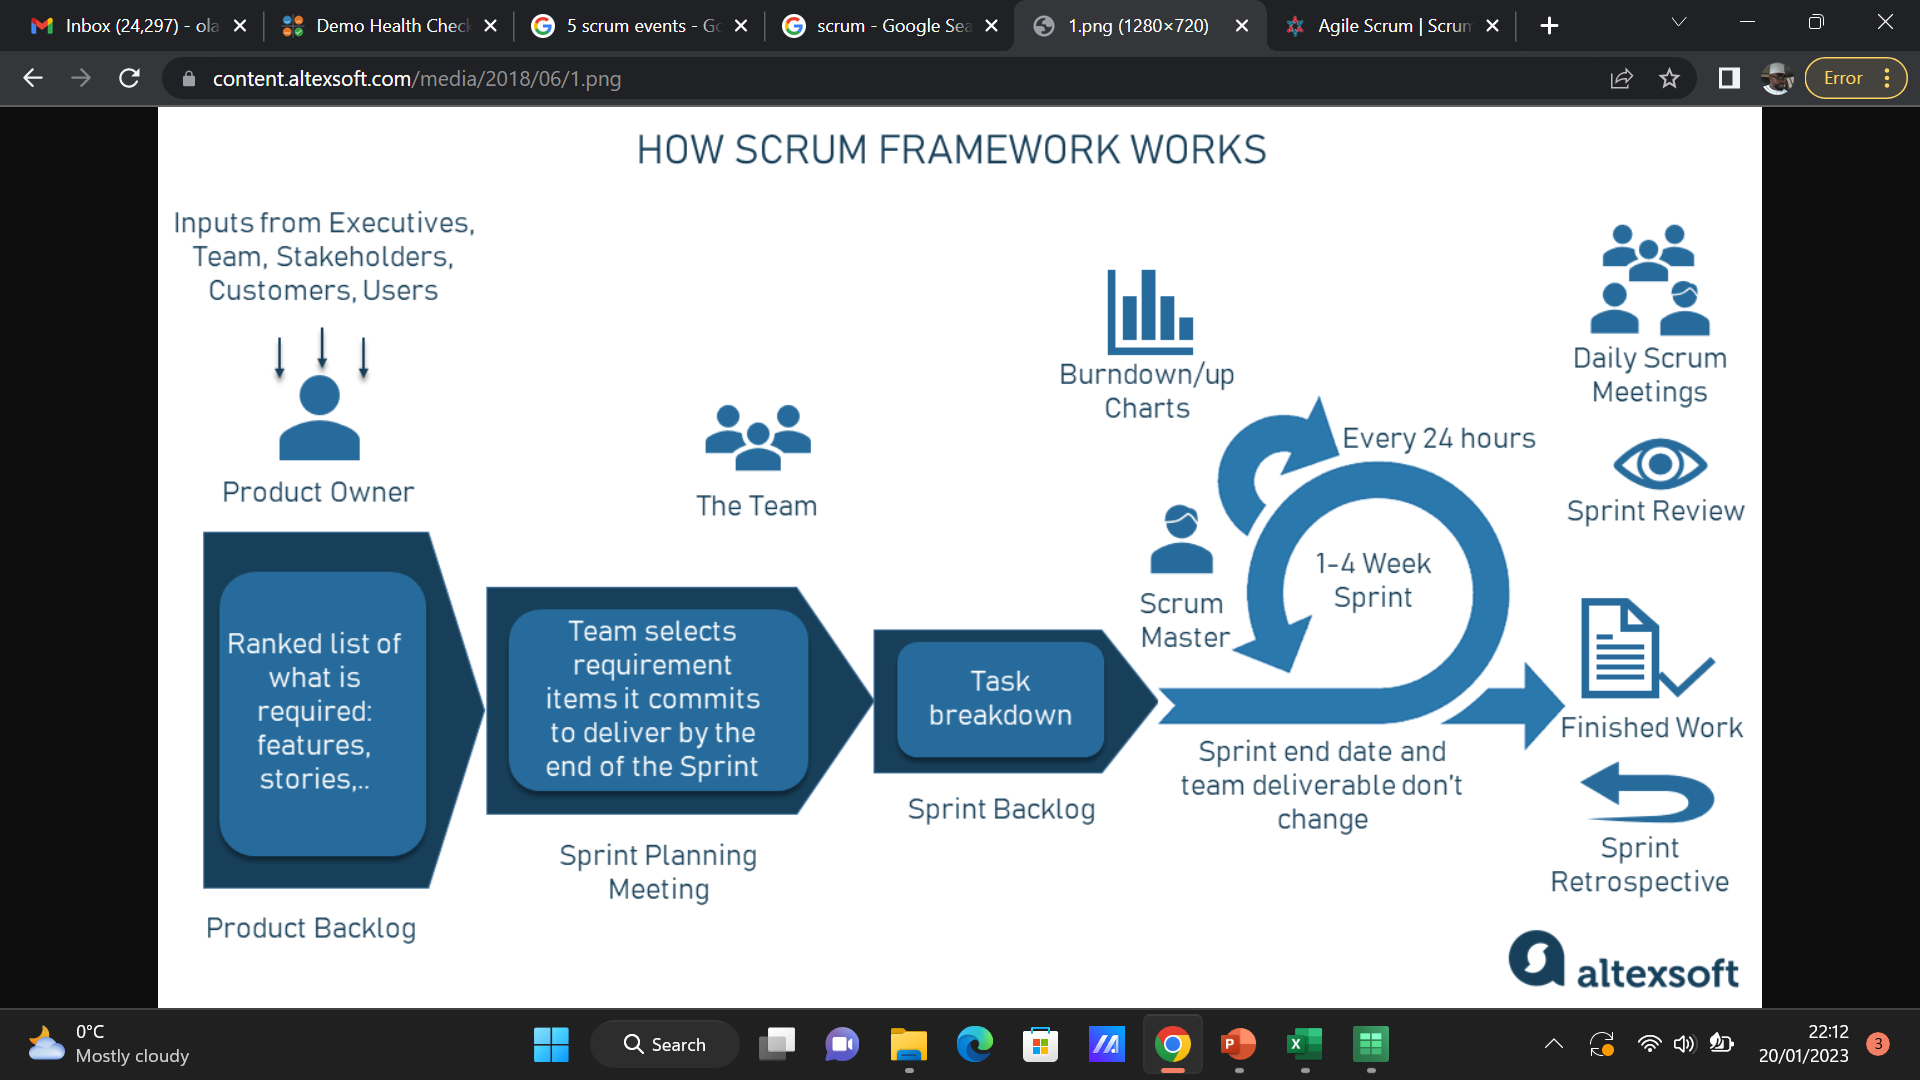 Inbox (24,297) - ola
Demo Health Check
5 scrum events - Go
scrum - Google Sea
1.png (1280×720)
Agile Scrum | Scrum
content.altexsoft.com/media/2018/06/1.png
Error
HOW SCRUM FRAMEWORK WORKS
Inputs from Executives,
Team, Stakeholders,
Customers, Users
Product Owner
Ranked list of
what is
required:
features,
stories,..
Product Backlog
The Team
Team selects
requirement
items it commits
to deliver by the
end of the Sprint
Sprint Planning
Meeting
Task
breakdown
Sprint Backlog
Burndown/up
Charts
Every 24 hours
Scrum
Master
1-4 Week
Sprint
Sprint end date and
team deliverable don't
change
Daily Scrum
Meetings
Sprint Review
Finished Work
Sprint
Retrospective
altexsoft
0°C
Mostly cloudy
Search
P
X
22:12
20/01/2023
3